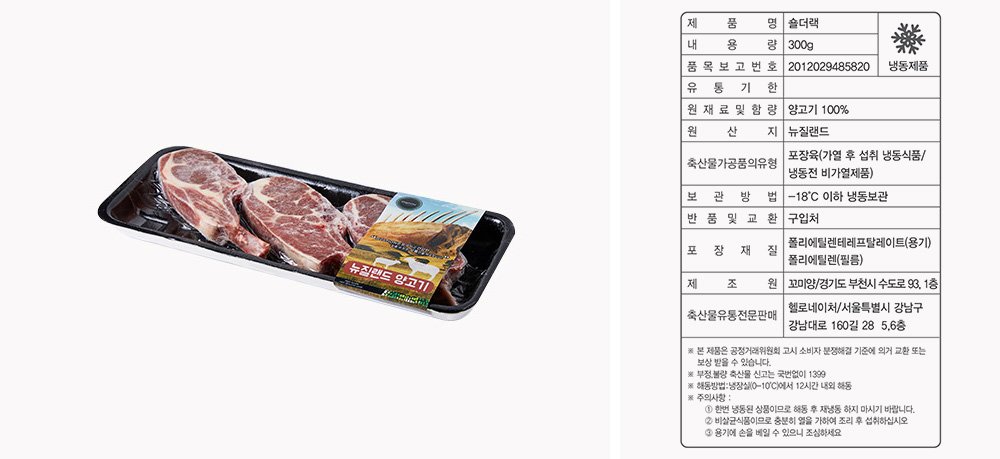 뉴질랜드 양고기
제 품 명 숄더랙
내 용 량 300g
품 목 보 고 번 호 2012029485820
냉동제품
유 통 기 한
원 재 료 및 함 량 양고기 100%
원 산 지 뉴질랜드
축산물가공품의유형 포장육(가열 후 섭취 냉동식품/
냉동전 비가열제품)
보 관 방 법 -18℃ 이하 냉동보관
반 품 및 교 환 구입처
포 장 재 질 폴리에틸렌테레프탈레이트(용기)
폴리에틸렌(필름)
제 조 원 꼬미양/경기도 부천시 수도로 93, 1층
축산물유통전문판매 헬로네이처/서울특별시 강남구
강남대로 160길 28 5,6층
※ 본 제품은 공정거래위원회 고시 소비자 분쟁해결 기준에 의거 교환 또는
보상 받을 수 있습니다.
※ 부정,불량 축산물 신고는 국번없이 1399
※ 해동방법:냉장실(0-10℃)에서 12시간 내외 해동
※ 주의사항 :
① 한번 냉동된 상품이므로 해동 후 재냉동 하지 마시기 바랍니다.
② 비살균식품이므로 충분히 열을 가하여 조리 후 섭취하십시오
③ 용기에 손을 베일 수 있으니 조심하세요